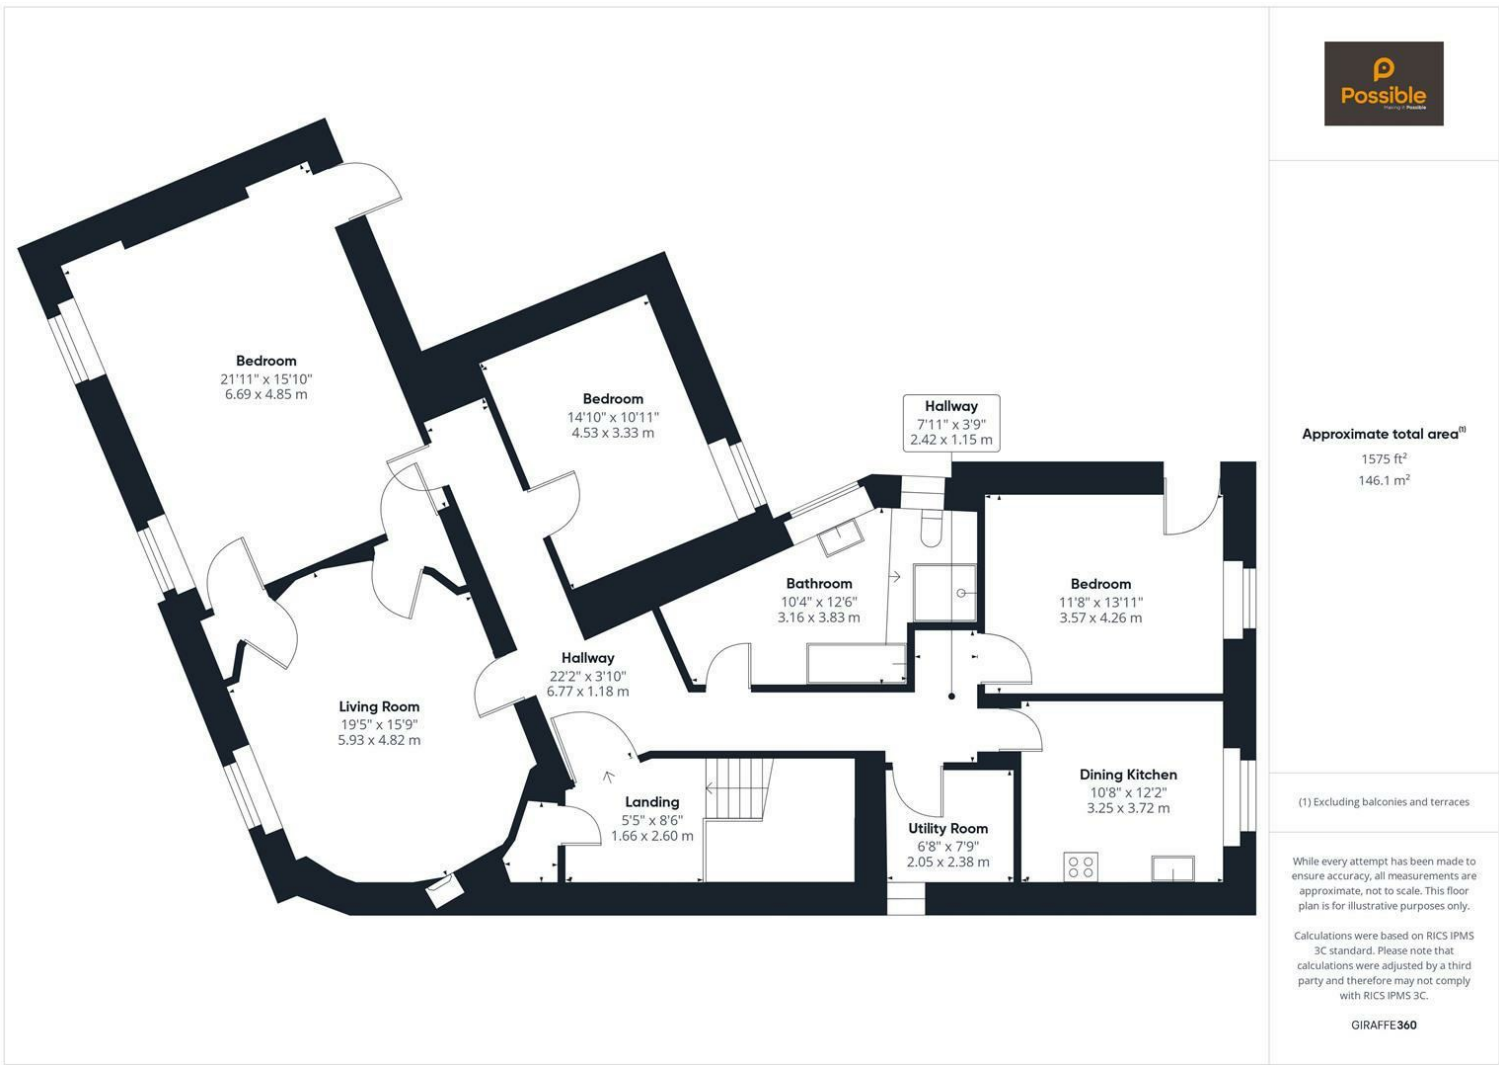 Possible
Making it Possible
Bedroom
21'11" x 15'10"
6.69 x 4.85 m
Bedroom
14'10" x 10'11"
4.53 x 3.33 m
Hallway
7'11" x 3'9"
2.42 x 1.15 m
Bathroom
10'4" x 12'6"
3.16 x 3.83 m
Bedroom
11'8" x 13'11"
3.57 x 4.26 m
Hallway
22'2" x 3'10"
6.77 x 1.18 m
Living Room
19'5" x 15'9"
5.93 x 4.82 m
Landing
5'5" x 8'6"
1.66 x 2.60 m
Utility Room
6'8" x 7'9"
2.05 x 2.38 m
Dining Kitchen
10'8" x 12'2"
3.25 x 3.72 m
Approximate total area(1)
1575 ft²
146.1 m²
(1) Excluding balconies and terraces
While every attempt has been made to
ensure accuracy, all measurements are
approximate, not to scale. This floor
plan is for illustrative purposes only.
Calculations were based on RICS IPMS
3C standard. Please note that
calculations were adjusted by a third
party and therefore may not comply
with RICS IPMS 3C.
GIRAFFE360